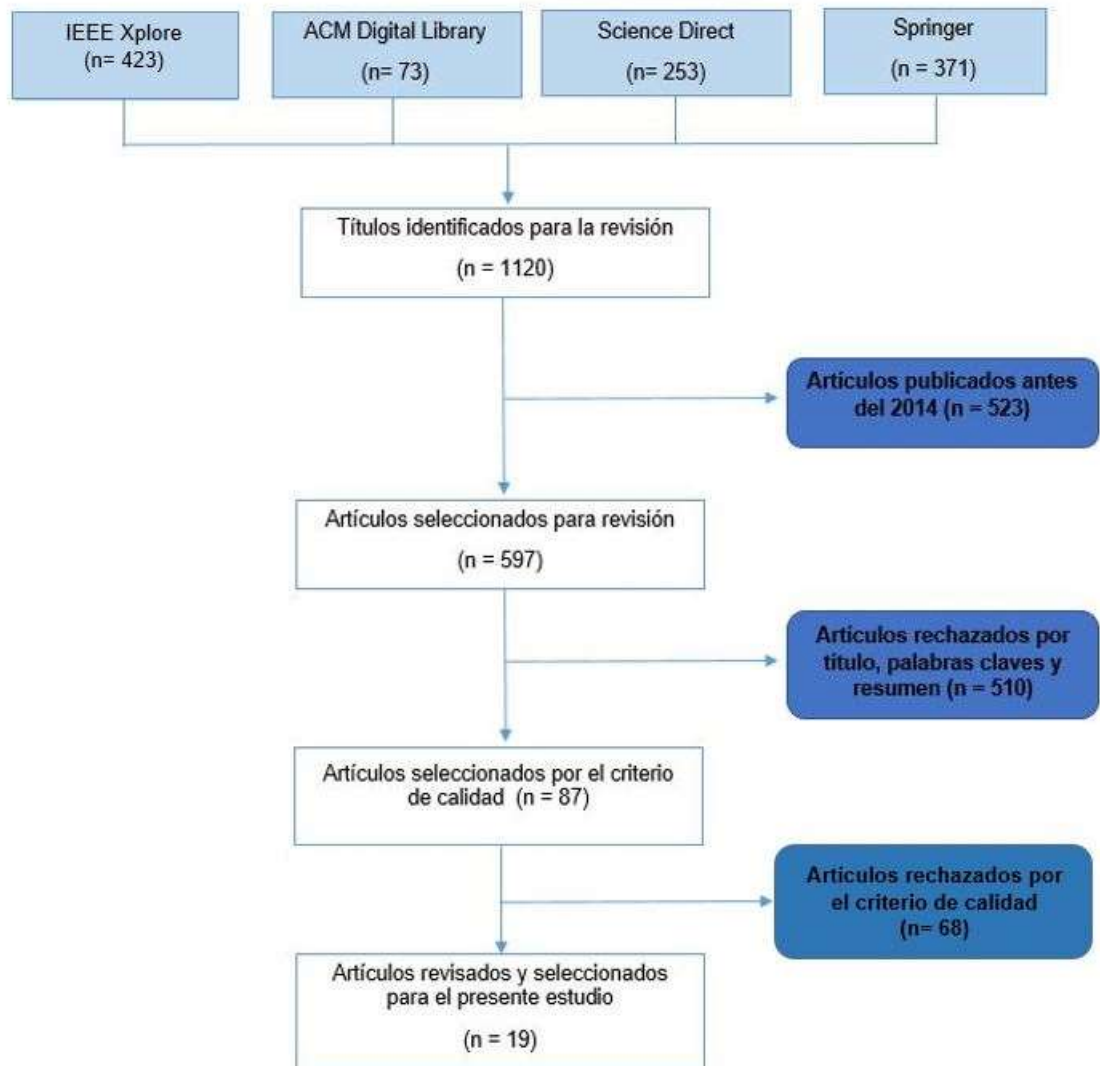 IEEE Xplore
(n= 423)
ACM Digital Library
(n= 73)
Science Direct
(n= 253)
Springer
(n = 371)
Títulos identificados para la revisión
(n = 1120)
Artículos publicados antes
del 2014 (n = 523)
Artículos seleccionados para revisión
(n = 597)
Artículos rechazados por
título, palabras claves y
resumen (n = 510)
Artículos seleccionados por el criterio
de calidad (n = 87)
Artículos rechazados por
el criterio de calidad
(n= 68)
Artículos revisados y seleccionados
para el presente estudio
(n = 19)